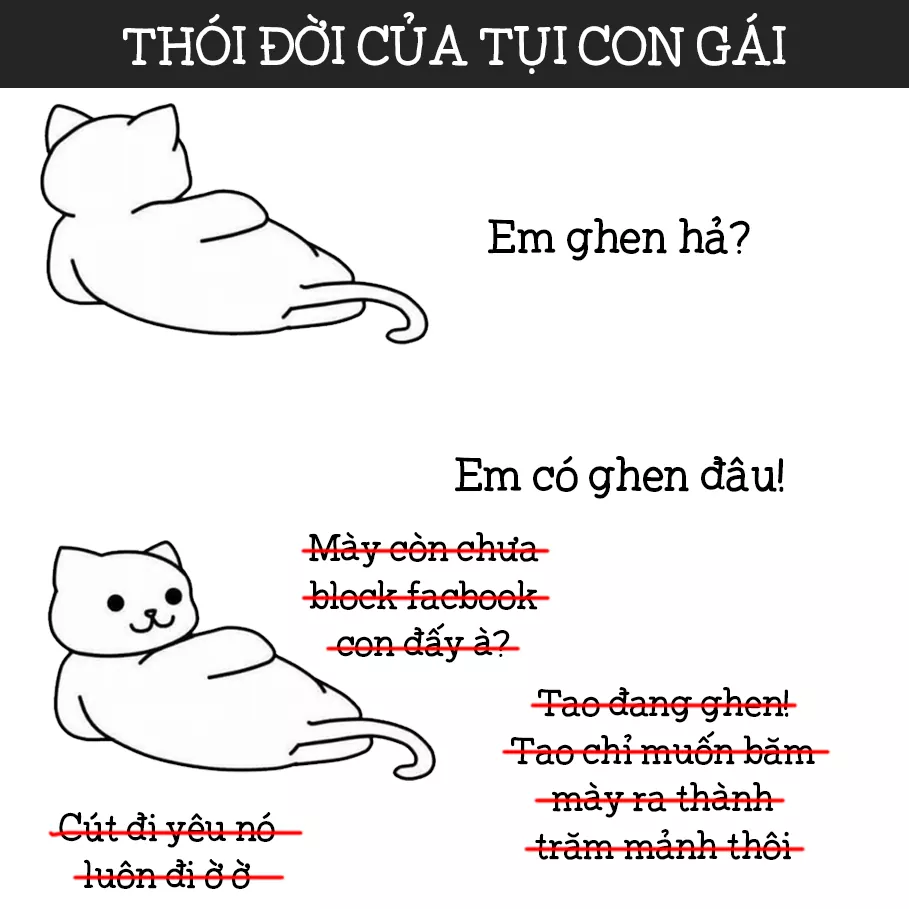 THÓI ĐỜI CỦA TỤI CON GÁI
Em ghen hả?
Em có ghen đâu!
Mày còn chưa
block facbook
con đấy à?
Tao đang ghen!
Tao chỉ muốn băm
mày ra thành
trăm mảnh thôi
Cút đi yêu nó
luôn đi ờ ờ